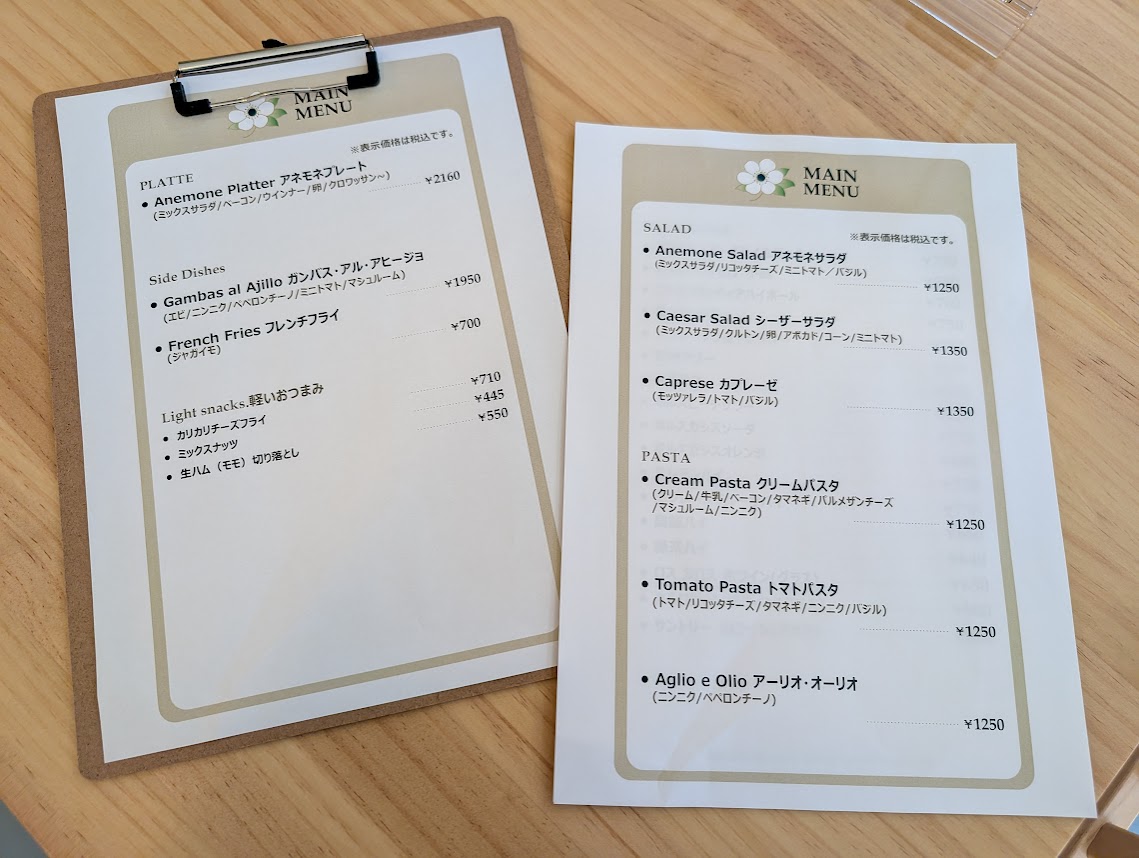 MAIN
MENU
※表示価格は税込です。
PLATTE
• Anemone Platter アネモネプレート
(ミックスサラダ/ベーコン/ウインナー/卵/クロワッサン~)
¥2160
Side Dishes
• Gambas al Ajillo ガンバス・アル・アヒージョ
(エビ/ニンニク/ペペロンチーノ/ミニトマト/マシュルーム)
¥1950
• French Fries フレンチフライ
(ジャガイモ)
¥700
Light snacks.軽いおつまみ
• カリカリチーズフライ ¥710
• ミックスナッツ ¥445
• 生ハム（モモ）切り落とし ¥550
MAIN
MENU
SALAD
※表示価格は税込です。
• Anemone Salad アネモネサラダ
(ミックスサラダ/リコッタチーズ/ミニトマト／バジル)
¥1250
• Caesar Salad シーザーサラダ
(ミックスサラダ/クルトン/卵/アボカド/コーン/ミニトマト)
¥1350
• Caprese カプレーゼ
(モッツァレラ/トマト/バジル)
¥1350
PASTA
• Cream Pasta クリームパスタ
(クリーム/牛乳/ベーコン/タマネギ/パルメザンチーズ
/マシュルーム/ニンニク)
¥1250
• Tomato Pasta トマトパスタ
(トマト/リコッタチーズ/タマネギ/ニンニク/バジル)
¥1250
• Aglio e Olio アーリオ・オーリオ
(ニンニク/ペペロンチーノ)
¥1250